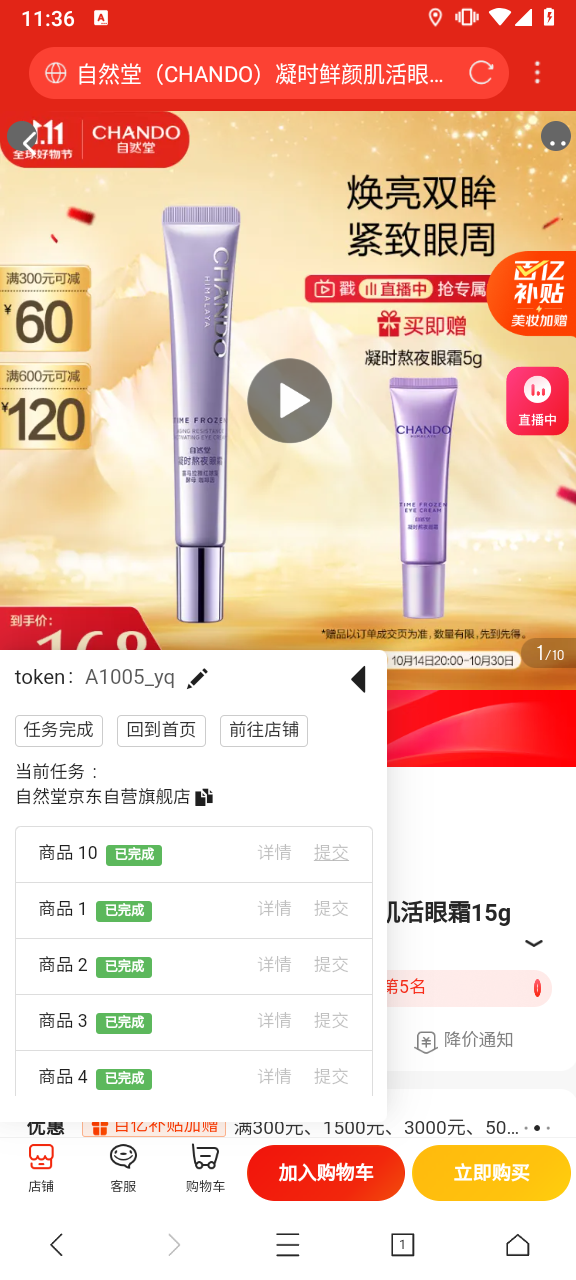 11:36
自然堂（CHANDO）凝时鲜颜肌活眼…
11.11
全球好物节
CHANDO
自然堂
焕亮双眸
紧致眼周
戳 直播中 抢专属
买即赠
凝时熬夜眼霜5g
百亿
补贴
美妆加赠
直播中
满300元可减
¥60
满600元可减
¥120
CHANDO
HIMALAYA
TIME FROZEN
自然堂
CHANDO
HIMALAYA
TIME FROZEN
EYE CREAM
自然堂
凝时熬夜眼霜
*赠品以订单成交页为准，数量有限，先到先得。
到手价：
168
10月14日20:00-10月30日
1/10
token： A1005_yq
任务完成
回到首页
前往店铺
当前任务 ：
自然堂京东自营旗舰店
商品 10 已完成 详情 提交
商品 1 已完成 详情 提交
商品 2 已完成 详情 提交
商品 3 已完成 详情 提交
商品 4 已完成 详情 提交
肌活眼霜15g
第5名
降价通知
优惠 百亿补贴加赠 满300元、1500元、3000元、50…
店铺
客服
购物车
加入购物车
立即购买
1